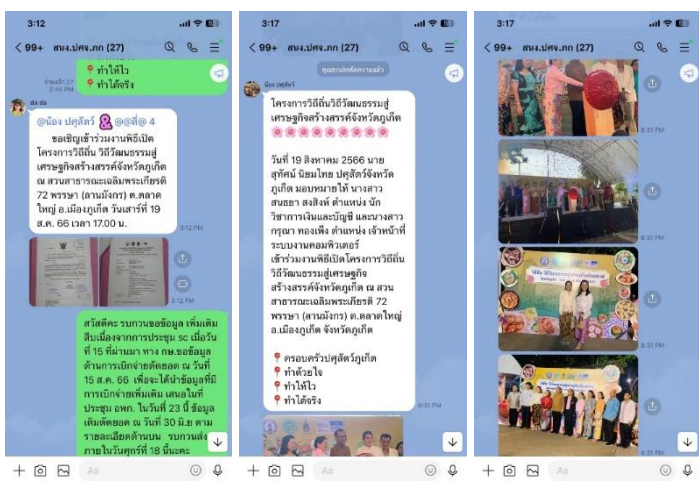 3:12
99+ สนง.ปศจ.ภก (27)
📍 ทำให้ไว
📍 ทำได้จริง
อ่านแล้ว 27
2:44 PM
da da
@น้อง ปศุสัตว์ @@สี่@ 4
ขอเชิญเข้าร่วมงานพิธีเปิด
โครงการวิถีถิ่น วิถีวัฒนธรรมสู่
เศรษฐกิจสร้างสรรค์จังหวัดภูเก็ต
ณ สวนสาธารณะเฉลิมพระเกียรติ
72 พรรษา (ลานมังกร) ต.ตลาด
ใหญ่ อ.เมืองภูเก็ต วันเสาร์ที่ 19
ส.ค. 66 เวลา 17.00 น.
3:12 PM
3:12 PM
สวัสดีคะ รบกวนขอข้อมูล เพิ่มเติม
สืบเนื่องจากการประชุม sc เมื่อวัน
ที่ 15 ที่ผ่านมา ทาง กษ.ขอข้อมูล
ด้านการเบิกจ่ายตัดยอด ณ วันที่
15 ส.ค. 66 เพื่อจะได้นำข้อมูลที่มี
การเบิกจ่ายเพิ่มเติม เสนอในที่
ประชุม อพก. ในวันที่ 23 นี้ ข้อมูล
เดิมตัดยอด ณ วันที่ 30 มิ.ย ตาม
รายละเอียดด้านบน รบกวนส่ง
ภายในวันศุกร์ที่ 18 นี้นะคะ
Aa
3:17
99+ สนง.ปศจ.ภก (27)
คุณยกเลิกข้อความแล้ว
น้อง ปศุสัตว์
โครงการวิถีถิ่นวิถีวัฒนธรรมสู่
เศรษฐกิจสร้างสรรค์จังหวัดภูเก็ต
วันที่ 19 สิงหาคม 2566 นาย
สุทัศน์ นิยมไทย ปศุสัตว์จังหวัด
ภูเก็ต มอบหมายให้ นางสาว
สนธยา สงสิงห์ ตำแหน่ง นัก
วิชาการเงินและบัญชี และนางสาว
กรุณา ทองเพ็ง ตำแหน่ง เจ้าหน้าที่
ระบบงานคอมพิวเตอร์
เข้าร่วมงานพิธีเปิดโครงการวิถีถิ่น
วิถีวัฒนธรรมสู่เศรษฐกิจ
สร้างสรรค์จังหวัดภูเก็ต ณ สวน
สาธารณะเฉลิมพระเกียรติ 72
พรรษา (ลานมังกร) ต.ตลาดใหญ่
อ.เมืองภูเก็ต จังหวัดภูเก็ต
📍 ครอบครัวปศุสัตว์ภูเก็ต
📍 ทำด้วยใจ
📍 ทำให้ไว
📍 ทำได้จริง
8:31 PM
Aa
3:17
99+ สนง.ปศจ.ภก (27)
8:31 PM
8:31 PM
8:31 PM
8:31 PM
Aa